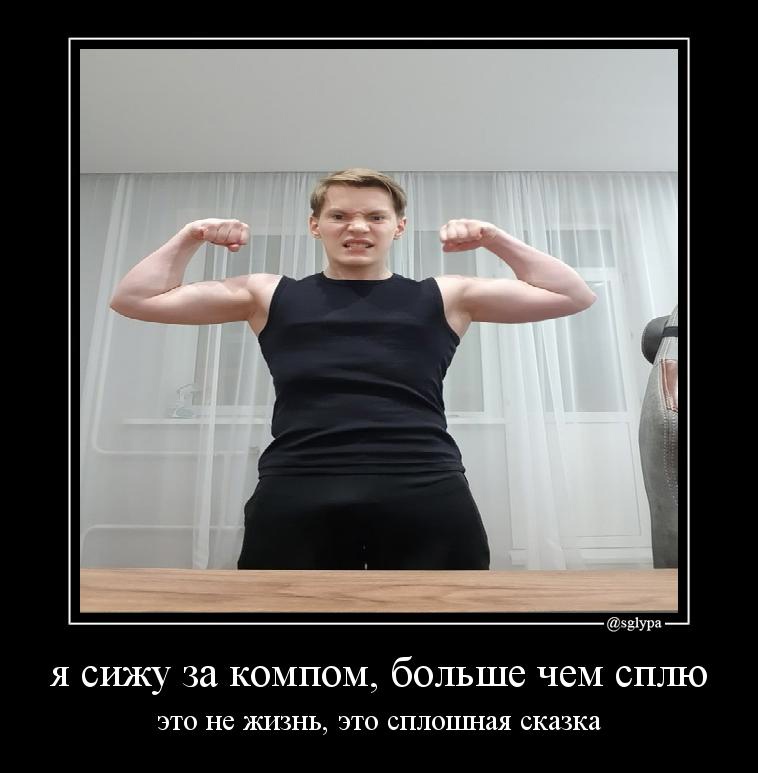 @sglypa
я сижу за компом, больше чем сплю
это не жизнь, это сплошная сказка